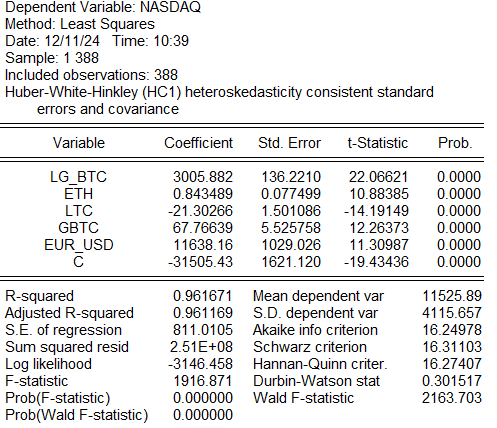 Dependent Variable: NASDAQ
Method: Least Squares
Date: 12/11/24 Time: 10:39
Sample: 1 388
Included observations: 388
Huber-White-Hinkley (HC1) heteroskedasticity consistent standard
errors and covariance
Variable Coefficient Std. Error t-Statistic Prob.
LG_BTC 3005.882 136.2210 22.06621 0.0000
ETH 0.843489 0.077499 10.88385 0.0000
LTC -21.30266 1.501086 -14.19149 0.0000
GBTC 67.76639 5.525758 12.26373 0.0000
EUR_USD 11638.16 1029.026 11.30987 0.0000
C -31505.43 1621.120 -19.43436 0.0000
R-squared 0.961671 Mean dependent var 11525.89
Adjusted R-squared 0.961169 S.D. dependent var 4115.657
S.E. of regression 811.0105 Akaike info criterion 16.24978
Sum squared resid 2.51E+08 Schwarz criterion 16.31103
Log likelihood -3146.458 Hannan-Quinn criter. 16.27407
F-statistic 1916.871 Durbin-Watson stat 0.301517
Prob(F-statistic) 0.000000 Wald F-statistic 2163.703
Prob(Wald F-statistic) 0.000000